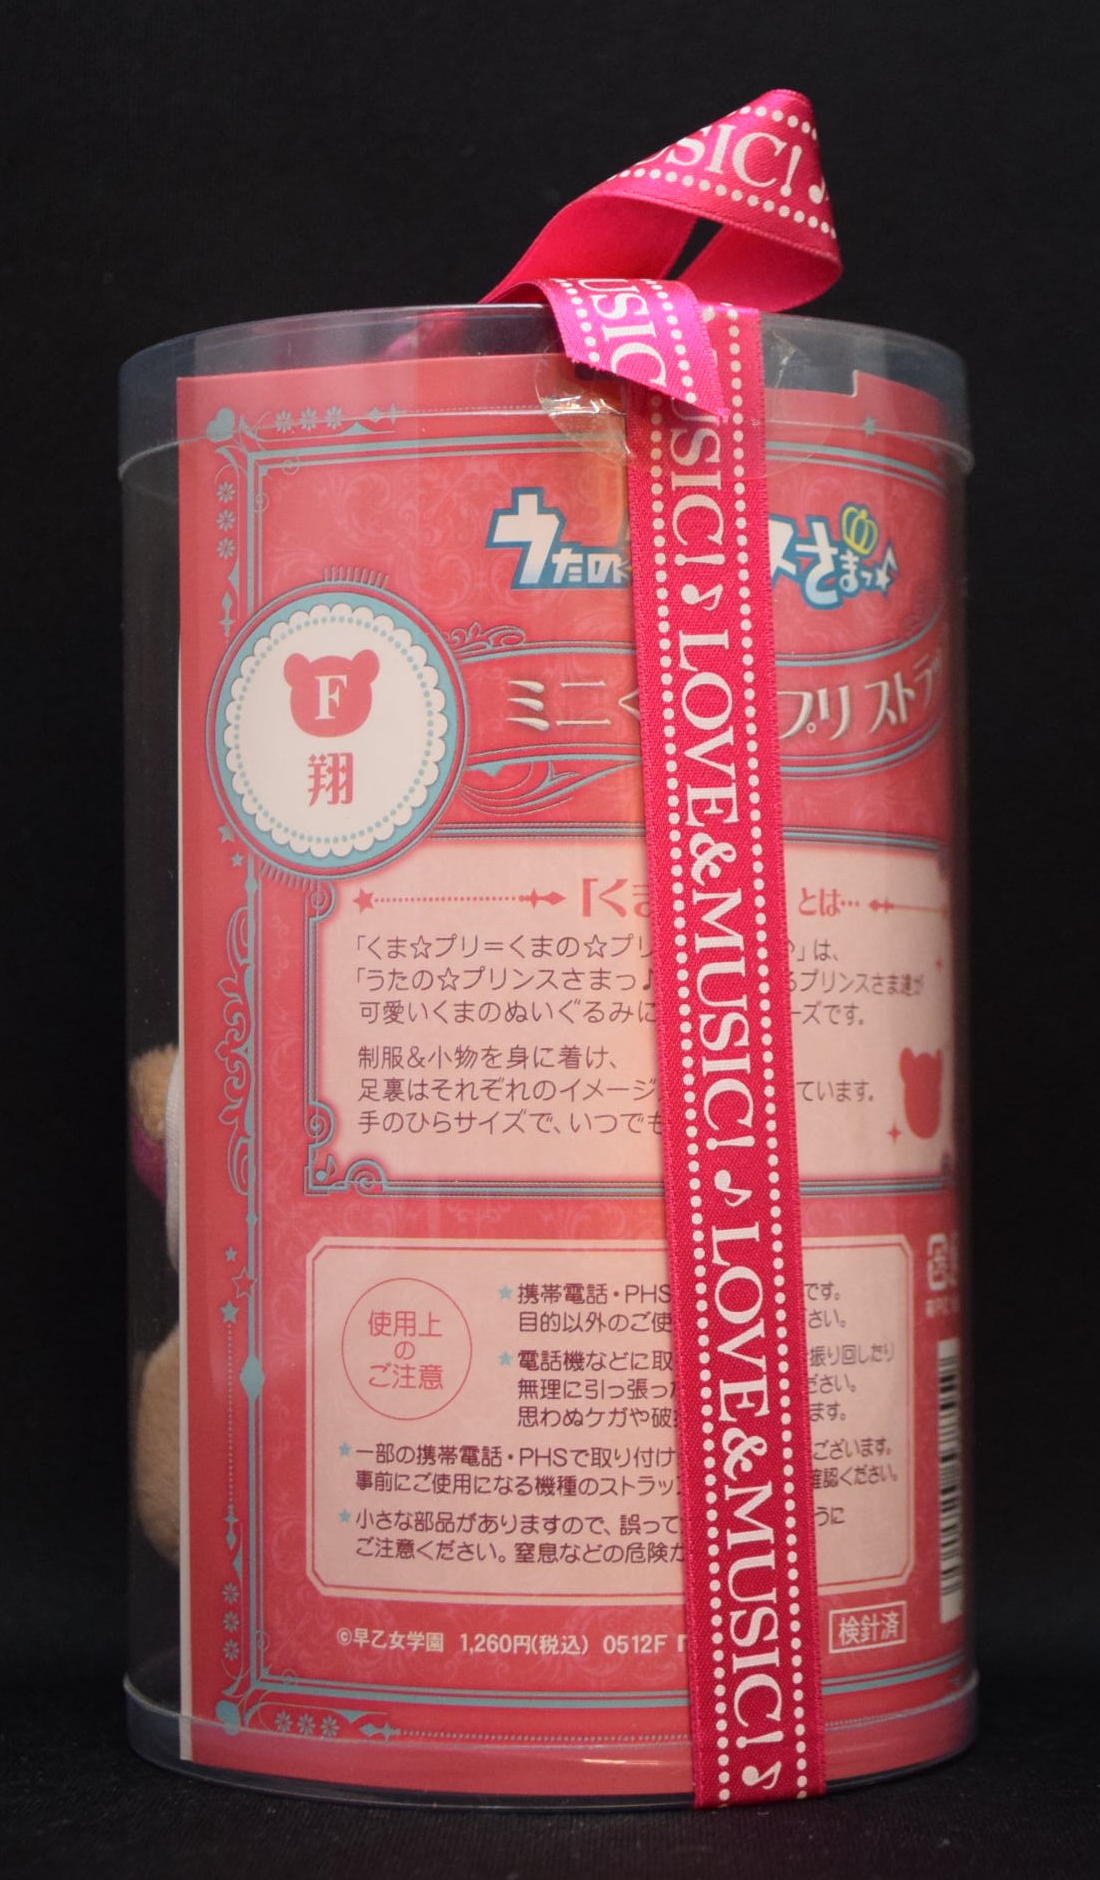 USIC! ♪
USIC
USIC! ♪ LOVE&MUSIC! ♪ LOVE&MUSIC! ♪
うたの
スさまっ♪
F
翔
ミニく
プリ ストラ
「くま
とは…
「くま☆プリ＝くまの☆プリ
」は、
「うたの☆プリンスさまっ♪
るプリンスさま達が
可愛いくまのぬいぐるみに
ーズです。
制服＆小物を身に着け、
足裏はそれぞれのイメージ
ています。
手のひらサイズで、いつでも
使用上
の
ご注意
★携帯電話・PHS
です。
目的以外のご使
さい。
★電話機などに取
振り回したり
無理に引っ張っ
ださい。
思わぬケガや破
ます。
★一部の携帯電話・PHSで取り付け
ございます。
事前にご使用になる機種のストラッ
確認ください。
★小さな部品がありますので、誤って
うに
ご注意ください。窒息などの危険が
©早乙女学園 1,260円(税込) 0512F
検針済